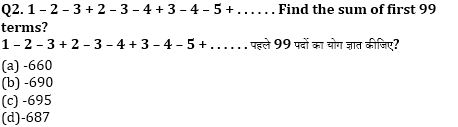 Q2. 1 – 2 – 3 + 2 – 3 – 4 + 3 – 4 – 5 + . . . . . . Find the sum of first 99
terms?
1 – 2 – 3 + 2 – 3 – 4 + 3 – 4 – 5 + . . . . . . पहले 99 पदों का योग ज्ञात कीजिए?
(a) -660
(b) -690
(c) -695
(d)-687